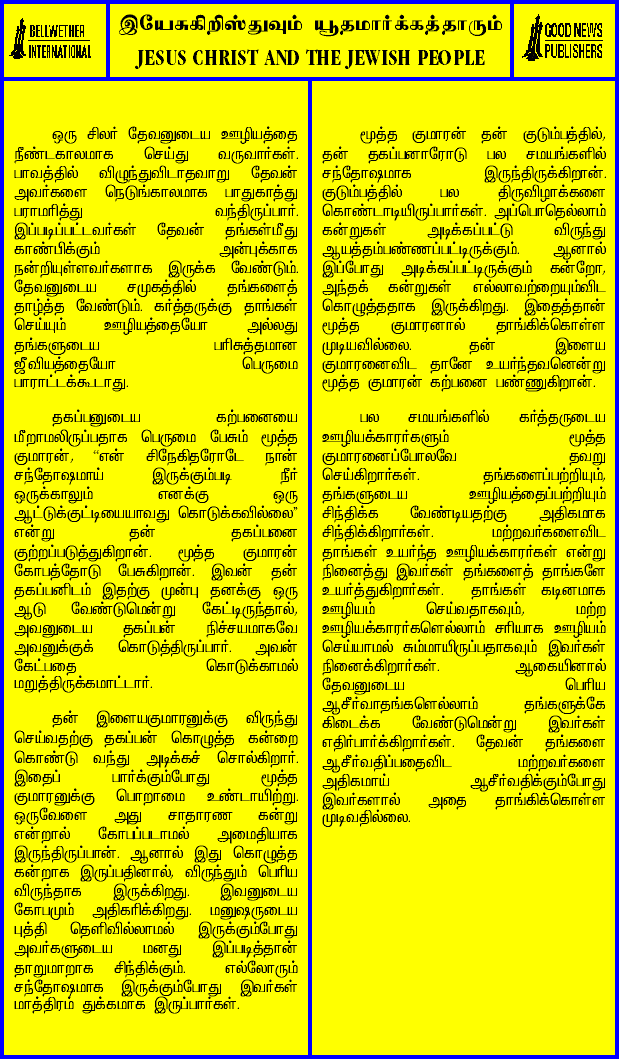 BELLWETHER
INTERNATIONAL
இயேசுகிறிஸ்துவும் யூதமார்க்கத்தாரும்
JESUS CHRIST AND THE JEWISH PEOPLE
GOOD NEWS
PUBLISHERS
ஒரு சிலர் தேவனுடைய ஊழியத்தை
நீண்டகாலமாக செய்து வருவார்கள்.
பாவத்தில் விழுந்துவிடாதவாறு தேவன்
அவர்களை நெடுங்காலமாக பாதுகாத்து
பராமரித்து வந்திருப்பார்.
இப்படிப்பட்டவர்கள் தேவன் தங்கள்மீது
காண்பிக்கும் அன்புக்காக
நன்றியுள்ளவர்களாக இருக்க வேண்டும்.
தேவனுடைய சமுகத்தில் தங்களைத்
தாழ்த்த வேண்டும். கர்த்தருக்கு தாங்கள்
செய்யும் ஊழியத்தையோ அல்லது
தங்களுடைய பரிசுத்தமான
ஜீவியத்தையோ பெருமை
பாராட்டக்கூடாது.
தகப்பனுடைய கற்பனையை
மீறாமலிருப்பதாக பெருமை பேசும் மூத்த
குமாரன், “என் சிநேகிதரோடே நான்
சந்தோஷமாய் இருக்கும்படி நீர்
ஒருக்காலும் எனக்கு ஒரு
ஆட்டுக்குட்டியையாவது கொடுக்கவில்லை”
என்று தன் தகப்பனை
குற்றப்படுத்துகிறான். மூத்த குமாரன்
கோபத்தோடு பேசுகிறான். இவன் தன்
தகப்பனிடம் இதற்கு முன்பு தனக்கு ஒரு
ஆடு வேண்டுமென்று கேட்டிருந்தால்,
அவனுடைய தகப்பன் நிச்சயமாகவே
அவனுக்குக் கொடுத்திருப்பார். அவன்
கேட்பதை கொடுக்காமல்
மறுத்திருக்கமாட்டார்.
தன் இளையகுமாரனுக்கு விருந்து
செய்வதற்கு தகப்பன் கொழுத்த கன்றை
கொண்டு வந்து அடிக்கச் சொல்கிறார்.
இதைப் பார்க்கும்போது மூத்த
குமாரனுக்கு பொறாமை உண்டாயிற்று.
ஒருவேளை அது சாதாரண கன்று
என்றால் கோபப்படாமல் அமைதியாக
இருந்திருப்பான். ஆனால் இது கொழுத்த
கன்றாக இருப்பதினால், விருந்தும் பெரிய
விருந்தாக இருக்கிறது. இவனுடைய
கோபமும் அதிகரிக்கிறது. மனுஷருடைய
புத்தி தெளிவில்லாமல் இருக்கும்போது
அவர்களுடைய மனது இப்படித்தான்
தாறுமாறாக சிந்திக்கும். எல்லோரும்
சந்தோஷமாக இருக்கும்போது இவர்கள்
மாத்திரம் துக்கமாக இருப்பார்கள்.
மூத்த குமாரன் தன் குடும்பத்தில்,
தன் தகப்பனாரோடு பல சமயங்களில்
சந்தோஷமாக இருந்திருக்கிறான்.
குடும்பத்தில் பல திருவிழாக்களை
கொண்டாடியிருப்பார்கள். அப்பொதெல்லாம்
கன்றுகள் அடிக்கப்பட்டு விருந்து
ஆயத்தம்பண்ணப்பட்டிருக்கும். ஆனால்
இப்போது அடிக்கப்பட்டிருக்கும் கன்றோ,
அந்தக் கன்றுகள் எல்லாவற்றையும்விட
கொழுத்ததாக இருக்கிறது. இதைத்தான்
மூத்த குமாரனால் தாங்கிக்கொள்ள
முடியவில்லை. தன் இளைய
குமாரனைவிட தானே உயர்ந்தவனென்று
மூத்த குமாரன் கற்பனை பண்ணுகிறான்.
பல சமயங்களில் கர்த்தருடைய
ஊழியக்காரர்களும் மூத்த
குமாரனைப்போலவே தவறு
செய்கிறார்கள். தங்களைப்பற்றியும்,
தங்களுடைய ஊழியத்தைப்பற்றியும்
சிந்திக்க வேண்டியதற்கு அதிகமாக
சிந்திக்கிறார்கள். மற்றவர்களைவிட
தாங்கள் உயர்ந்த ஊழியக்காரர்கள் என்று
நினைத்து இவர்கள் தங்களைத் தாங்களே
உயர்த்துகிறார்கள். தாங்கள் கடினமாக
ஊழியம் செய்வதாகவும், மற்ற
ஊழியக்காரர்களெல்லாம் சரியாக ஊழியம்
செய்யாமல் சும்மாயிருப்பதாகவும் இவர்கள்
நினைக்கிறார்கள். ஆகையினால்
தேவனுடைய பெரிய
ஆசீர்வாதங்களெல்லாம் தங்களுக்கே
கிடைக்க வேண்டுமென்று இவர்கள்
எதிர்பார்க்கிறார்கள். தேவன் தங்களை
ஆசீர்வதிப்பதைவிட மற்றவர்களை
அதிகமாய் ஆசீர்வதிக்கும்போது
இவர்களால் அதை தாங்கிக்கொள்ள
முடிவதில்லை.